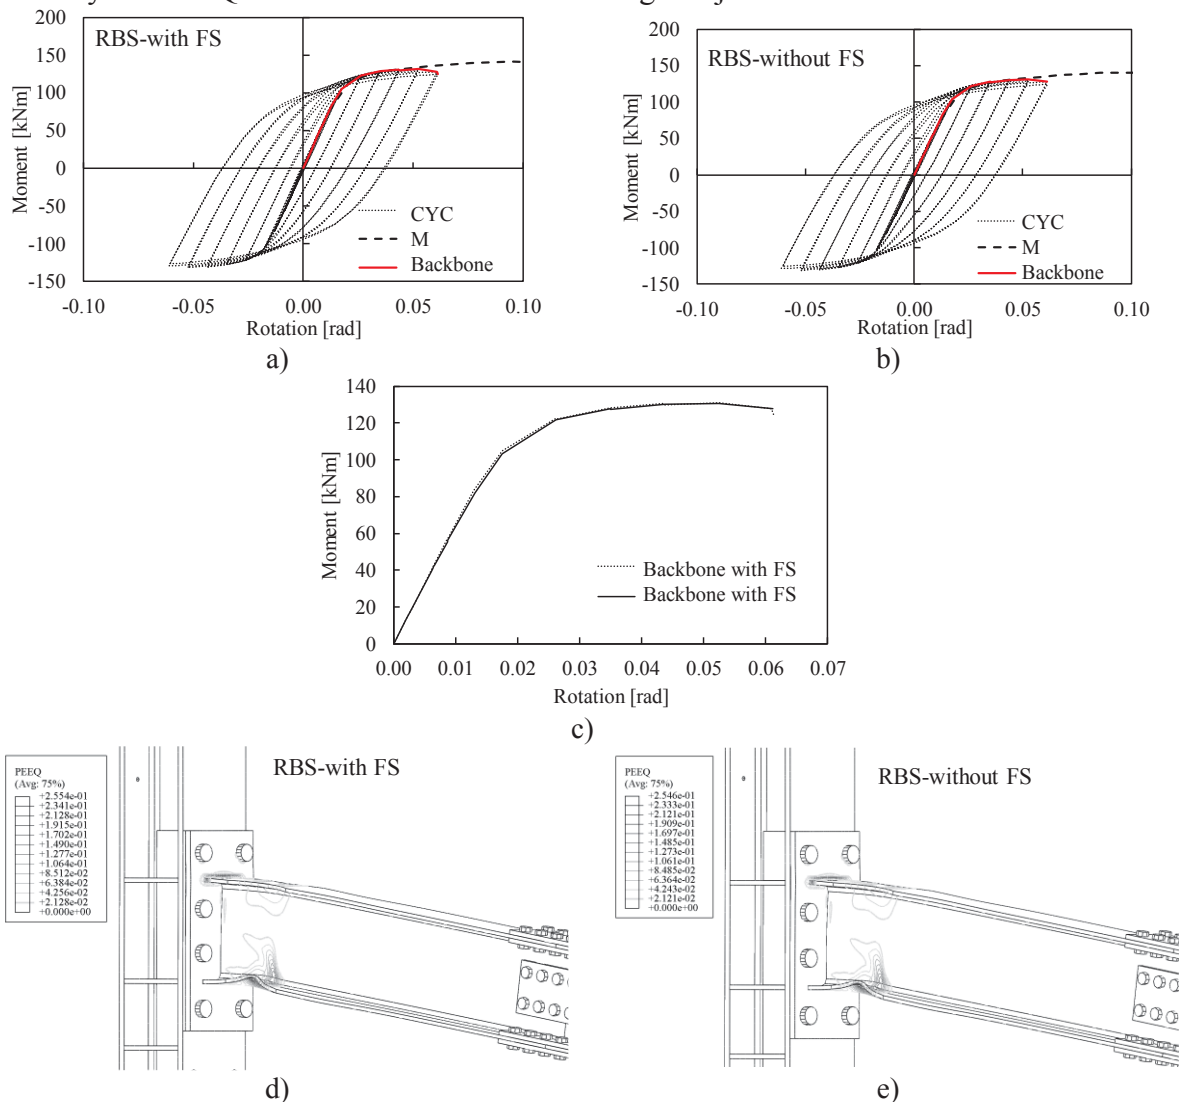 RBS-with FS
200
150
100
50
0
-50
-100
-150
Moment [kNm]
CYC
M
Backbone
-0.10 -0.05 0.00 0.05 0.10
Rotation [rad]
a)
RBS-without FS
200
150
100
50
0
-50
-100
-150
Moment [kNm]
CYC
M
Backbone
-0.10 -0.05 0.00 0.05 0.10
Rotation [rad]
b)
140
120
100
80
60
40
20
0
Moment [kNm]
Backbone with FS
Backbone with FS
0.00 0.01 0.02 0.03 0.04 0.05 0.06 0.07
Rotation [rad]
c)
PEEQ
(Avg: 75%)
+2.554e-01
+2.341e-01
+2.128e-01
+1.915e-01
+1.702e-01
+1.490e-01
+1.277e-01
+1.064e-01
+8.512e-02
+6.384e-02
+4.256e-02
+2.128e-02
+0.000e+00
RBS-with FS
d)
PEEQ
(Avg: 75%)
+2.546e-01
+2.333e-01
+2.121e-01
+1.909e-01
+1.697e-01
+1.485e-01
+1.273e-01
+1.061e-01
+8.485e-02
+6.364e-02
+4.243e-02
+2.121e-02
+0.000e+00
RBS-without FS
e)